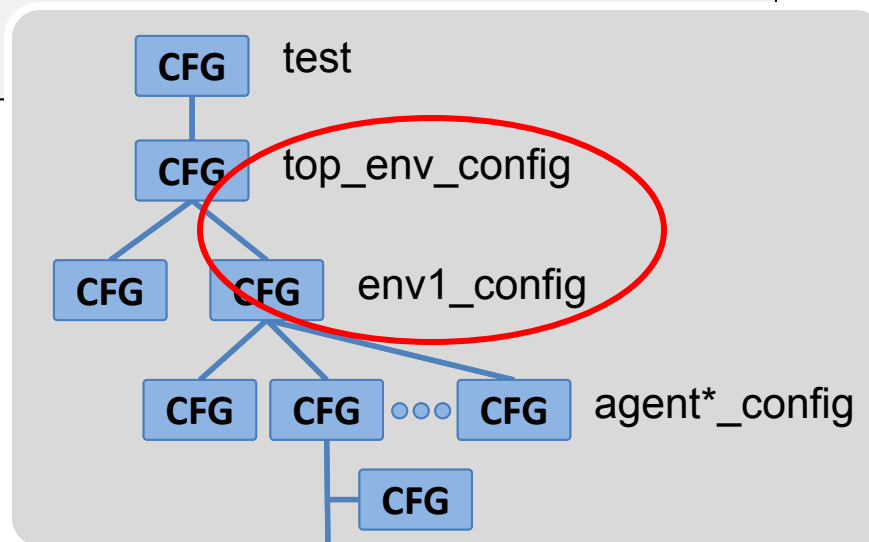 CFG test
CFG top_env_config
CFG CFG env1_config
CFG CFG CFG agent*_config
CFG